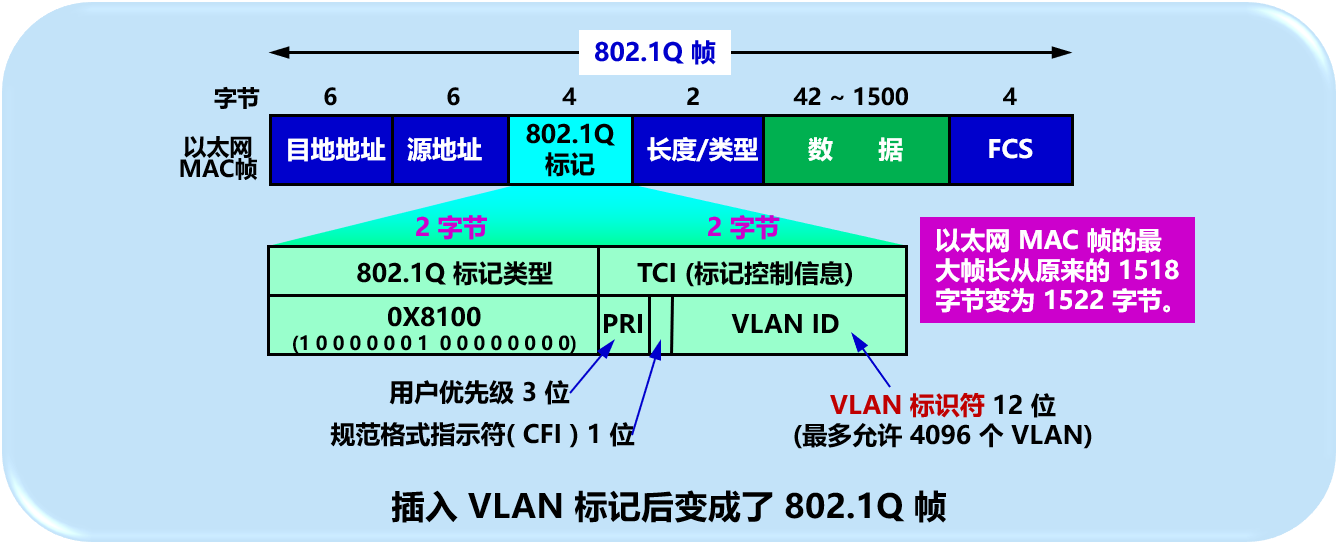 802.1Q 帧
字节 6 6 4 2 42 ~ 1500 4
以太网
MAC帧
目地地址 源地址 802.1Q 标记 长度/类型 数 据 FCS
2 字节 2 字节
802.1Q 标记类型 TCI (标记控制信息)
0X8100 PRI VLAN ID
(1 0 0 0 0 0 0 1 0 0 0 0 0 0 0 0)
以太网 MAC 帧的最
大帧长从原来的 1518
字节变为 1522 字节。
用户优先级 3 位
规范格式指示符( CFI ) 1 位
VLAN 标识符 12 位
(最多允许 4096 个 VLAN)
插入 VLAN 标记后变成了 802.1Q 帧